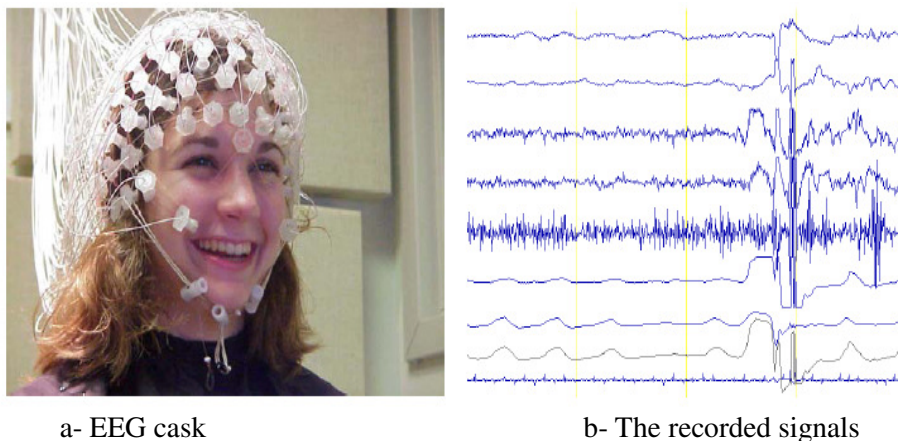 a- EEG cask
b- The recorded signals